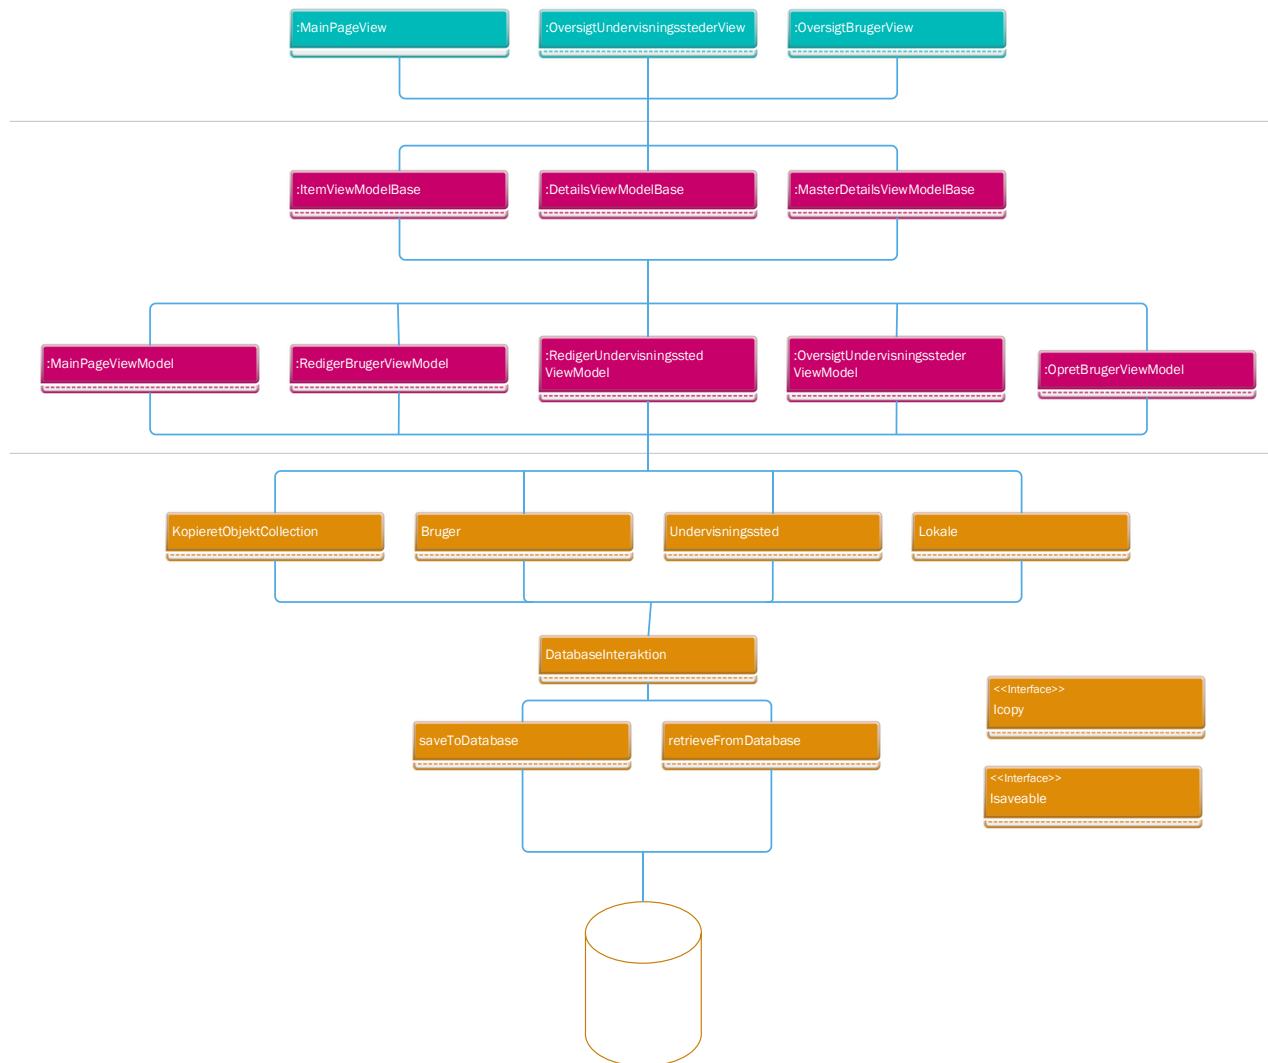 :MainPageView
:OversigtUndervisningsstederView
:OversigtBrugerView
:ItemViewModelBase
:DetailsViewModelBase
:MasterDetailsViewModelBase
:MainPageViewModel
:RedigerBrugerViewModel
:RedigerUndervisningssted
ViewModel
:OversigtUndervisningssteder
ViewModel
:OpretBrugerViewModel
KopieretObjektCollection
Bruger
Undervisningssted
Lokale
DatabaseInteraktion
<<Interface>>
Icopy
saveToDatabase
retrieveFromDatabase
<<Interface>>
Isaveable